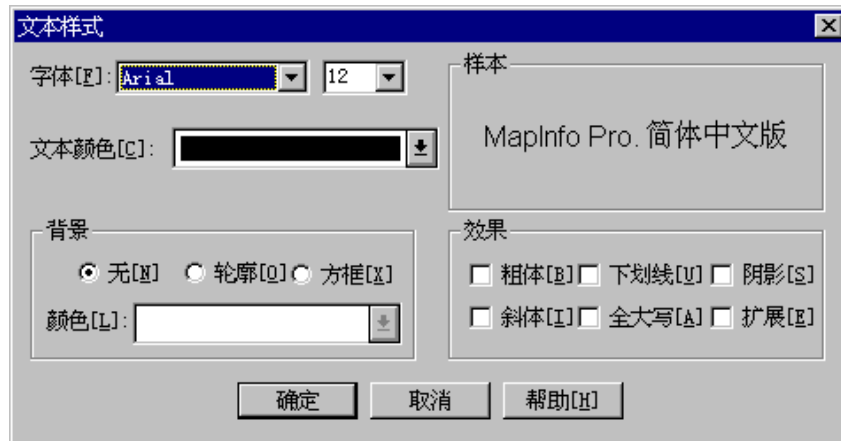 文本样式
字体[F]: Arial 12
样本
MapInfo Pro. 简体中文版
文本颜色[C]:
背景
无[N] 轮廓[O] 方框[X]
颜色[L]:
效果
粗体[B] 下划线[U] 阴影[S]
斜体[I] 全大写[A] 扩展[E]
确定 取消 帮助[H]